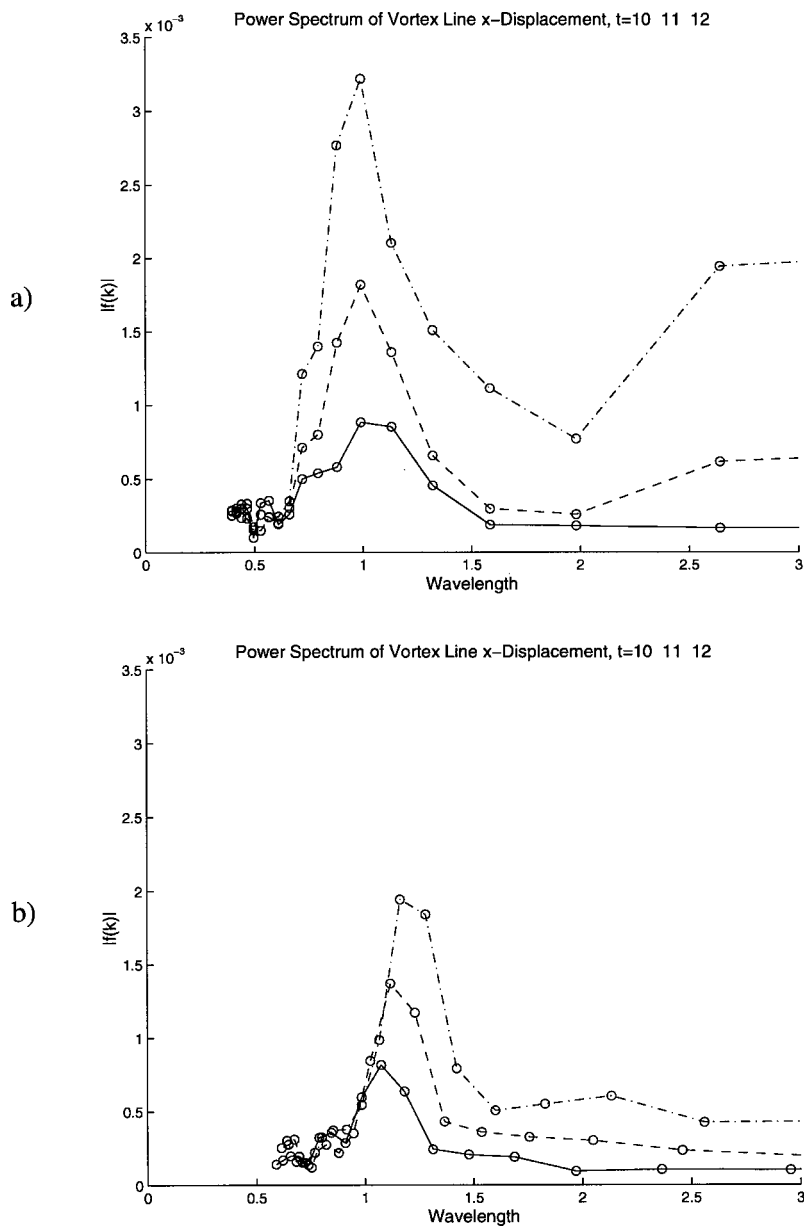 a)
x 10⁻³
Power Spectrum of Vortex Line x−Displacement, t=10 11 12
3.5
3
2.5
2
1.5
1
0.5
0
|f(k)|
0 0.5 1 1.5 2 2.5 3
Wavelength
b)
x 10⁻³
Power Spectrum of Vortex Line x−Displacement, t=10 11 12
3.5
3
2.5
2
1.5
1
0.5
0
|f(k)|
0 0.5 1 1.5 2 2.5 3
Wavelength